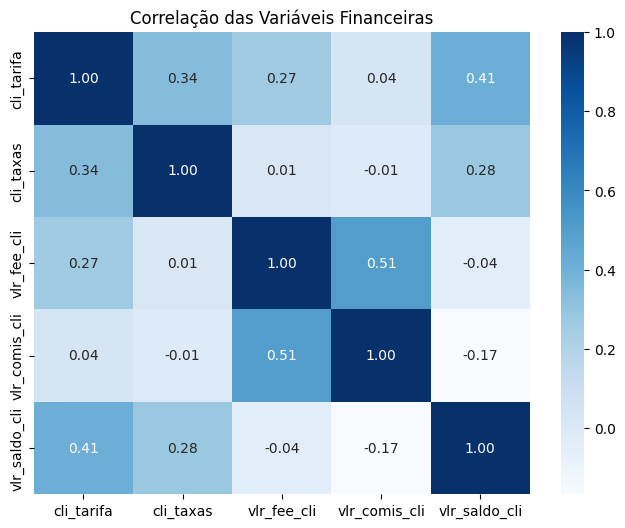 Correlação das Variáveis Financeiras
cli_tarifa 1.00 0.34 0.27 0.04 0.41
cli_taxas 0.34 1.00 0.01 -0.01 0.28
vlr_fee_cli 0.27 0.01 1.00 0.51 -0.04
vlr_comis_cli 0.04 -0.01 0.51 1.00 -0.17
vlr_saldo_cli 0.41 0.28 -0.04 -0.17 1.00
cli_tarifa cli_taxas vlr_fee_cli vlr_comis_cli vlr_saldo_cli
1.0
0.8
0.6
0.4
0.2
0.0